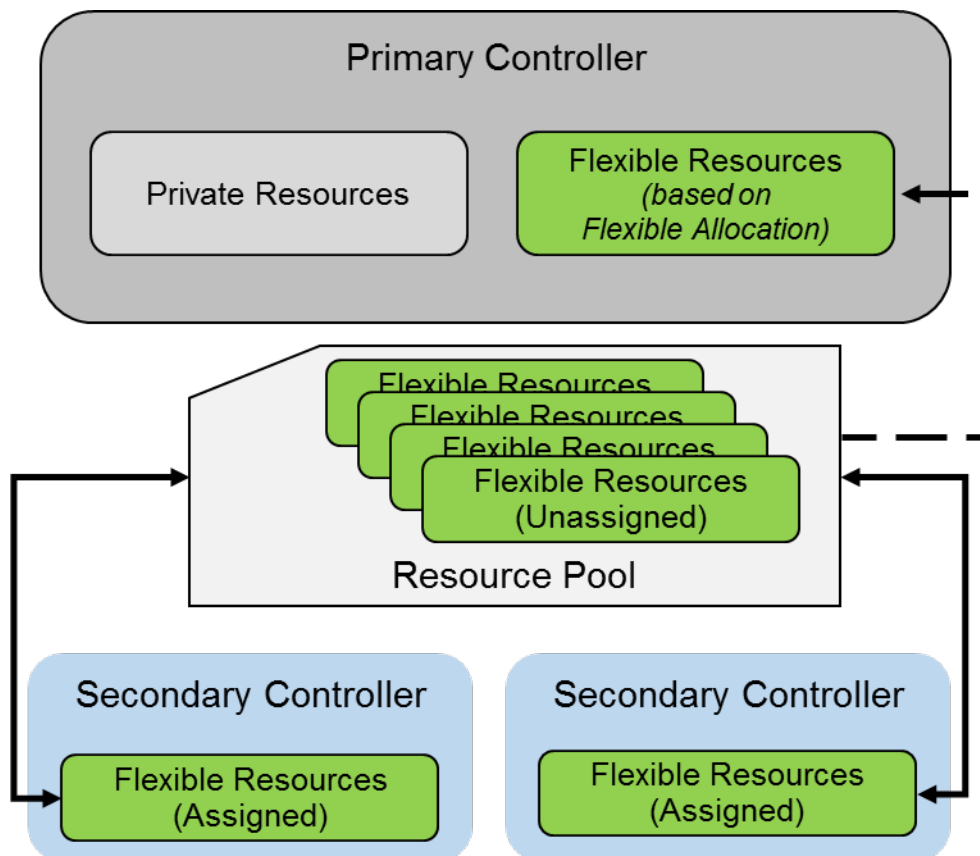 Primary Controller
Private Resources
Flexible Resources
(based on
Flexible Allocation)
Flexible Resources
Flexible Resources
Flexible Resources
Flexible Resources
(Unassigned)
Resource Pool
Secondary Controller
Flexible Resources
(Assigned)
Secondary Controller
Flexible Resources
(Assigned)